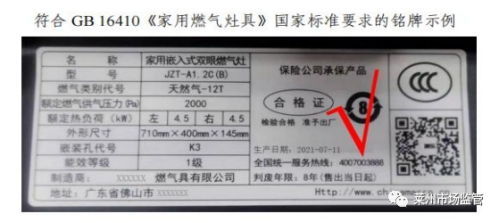 符合 GB 16410《家用燃气灶具》国家标准要求的铭牌示例
名 称 家用嵌入式双眼燃气灶
型 号 JZT-A1.2C(B)
燃气类别代号 天然气-12T
额定燃气供气压力(Pa) 2000
额定热负荷(kW) 左 4.5 右 4.5
外形尺寸 710mm×400mm×145mm
嵌装孔代号 K3
能效等级 1级
制造商: XXXXXX 燃气具有限公司
地址: 广东省佛山市 XXXXXXX
保险公司承保产品
合格证
检验合格 准予出厂
8
CCC
生产日期: 2021-07-11
全国统一服务热线: 4007003888
判废年限: 8年(售出当日起)
Http://www.ch
莱州市场监管